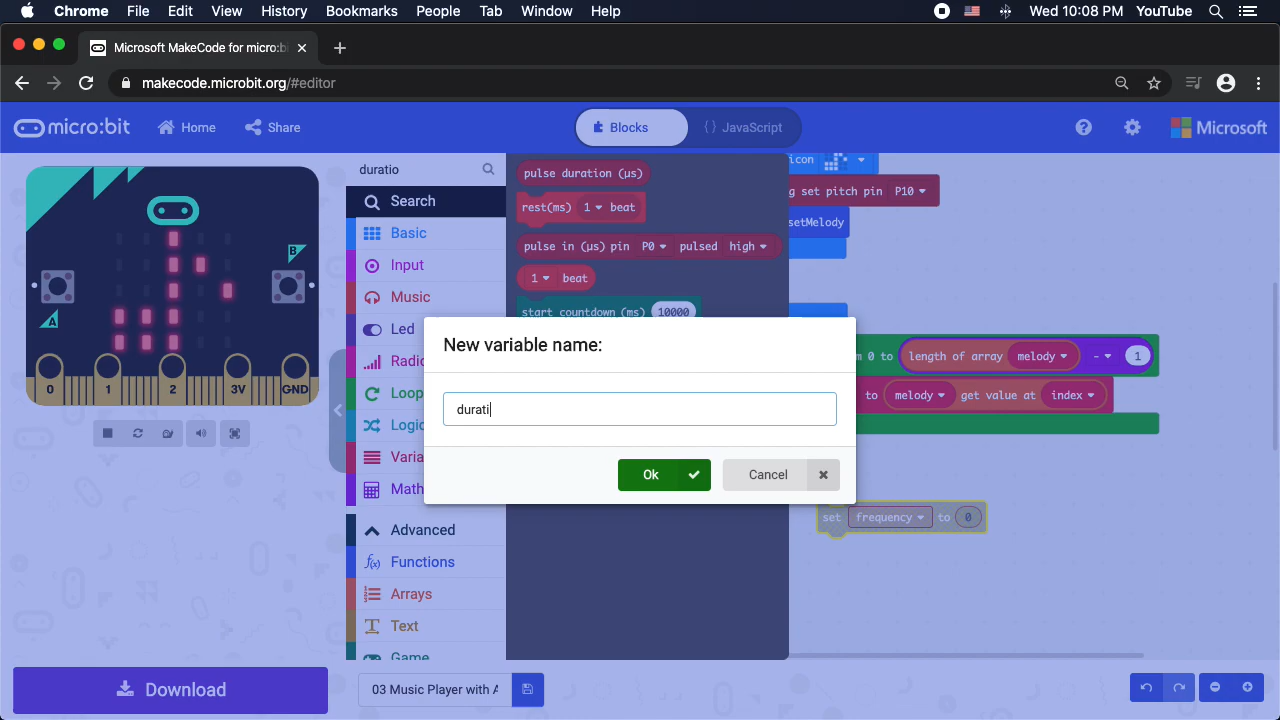 Chrome File Edit View History Bookmarks People Tab Window Help Wed 10:08 PM YouTube
Microsoft MakeCode for micro:b
makecode.microbit.org/#editor
micro:bit Home Share Blocks {} JavaScript Microsoft
duratio
Search
Basic
Input
Music
Led
Radio
Loop
Logic
Varia
Math
Advanced
Functions
Arrays
Text
Game
pulse duration (µs)
rest(ms) 1 beat
pulse in (µs) pin P0 pulsed high
1 beat
start countdown (ms) 10000
icon
g set pitch pin P10
setMelody
m 0 to length of array melody - 1
to melody get value at index
set frequency to 0
A
B
0 1 2 3V GND
New variable name:
durati
Ok Cancel
Download
03 Music Player with A